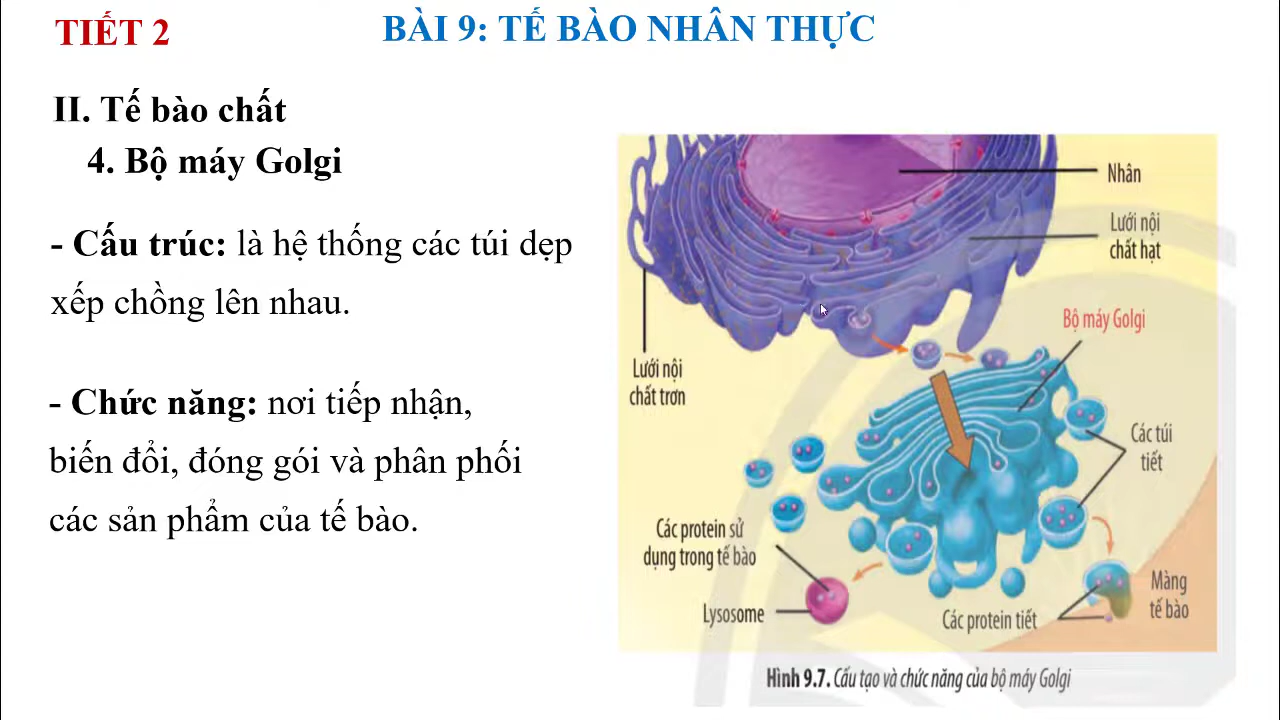 TIẾT 2
BÀI 9: TẾ BÀO NHÂN THỰC
II. Tế bào chất
4. Bộ máy Golgi
- Cấu trúc: là hệ thống các túi dẹp
xếp chồng lên nhau.
- Chức năng: nơi tiếp nhận,
biến đổi, đóng gói và phân phối
các sản phẩm của tế bào.
Nhân
Lưới nội
chất hạt
Bộ máy Golgi
Lưới nội
chất trơn
Các túi
tiết
Các protein sử
dụng trong tế bào
Lysosome
Các protein tiết
Màng
tế bào
Hình 9.7. Cấu tạo và chức năng của bộ máy Golgi